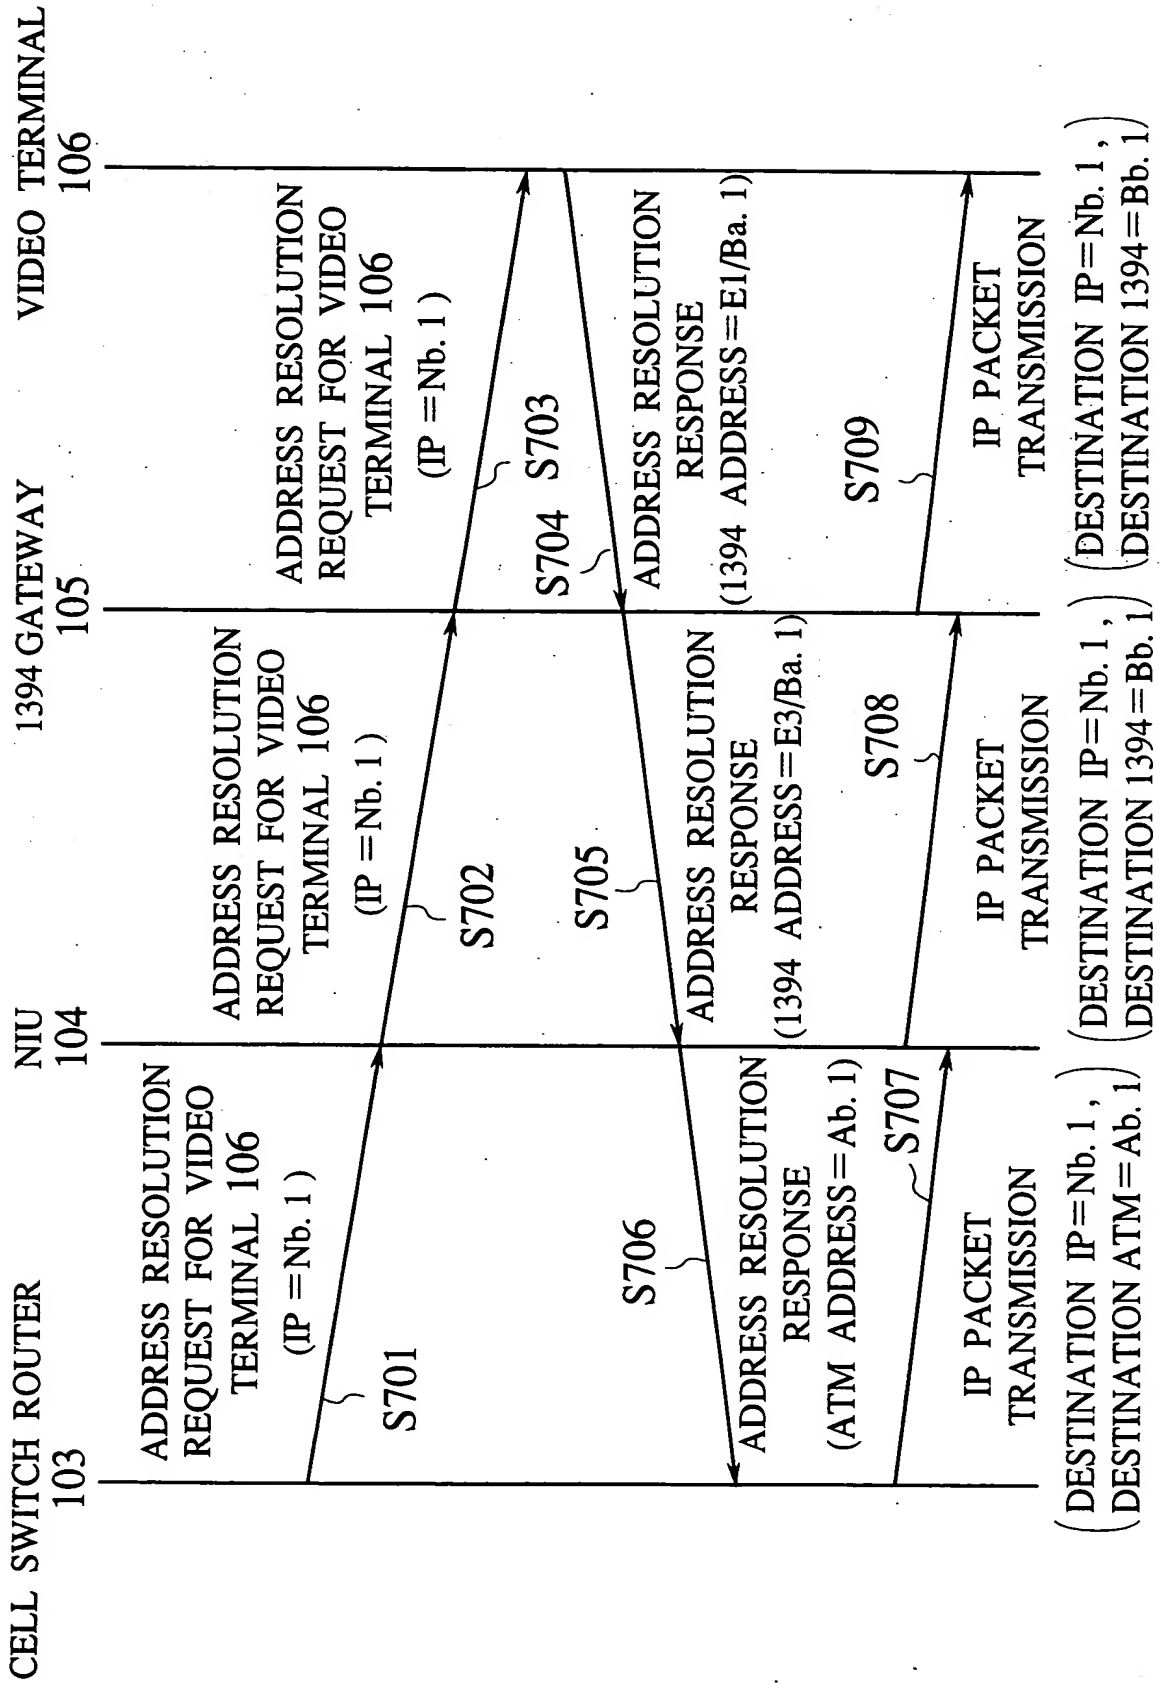 CELL SWITCH ROUTER
103
NIU
104
1394 GATEWAY
105
VIDEO TERMINAL
106
ADDRESS RESOLUTION
REQUEST FOR VIDEO
TERMINAL 106
(IP = Nb. 1)
S701
ADDRESS RESOLUTION
REQUEST FOR VIDEO
TERMINAL 106
(IP = Nb. 1)
S702
ADDRESS RESOLUTION
REQUEST FOR VIDEO
TERMINAL 106
(IP = Nb. 1)
S703
S704
ADDRESS RESOLUTION
RESPONSE
(1394 ADDRESS = E1/Ba. 1)
S705
ADDRESS RESOLUTION
RESPONSE
(1394 ADDRESS = E3/Ba. 1)
S706
ADDRESS RESOLUTION
RESPONSE
(ATM ADDRESS = Ab. 1)
S707
IP PACKET
TRANSMISSION
(DESTINATION IP = Nb. 1 ,
DESTINATION ATM = Ab. 1)
S708
IP PACKET
TRANSMISSION
(DESTINATION IP = Nb. 1 ,
DESTINATION 1394 = Bb. 1)
S709
IP PACKET
TRANSMISSION
(DESTINATION IP = Nb. 1 ,
DESTINATION 1394 = Bb. 1)